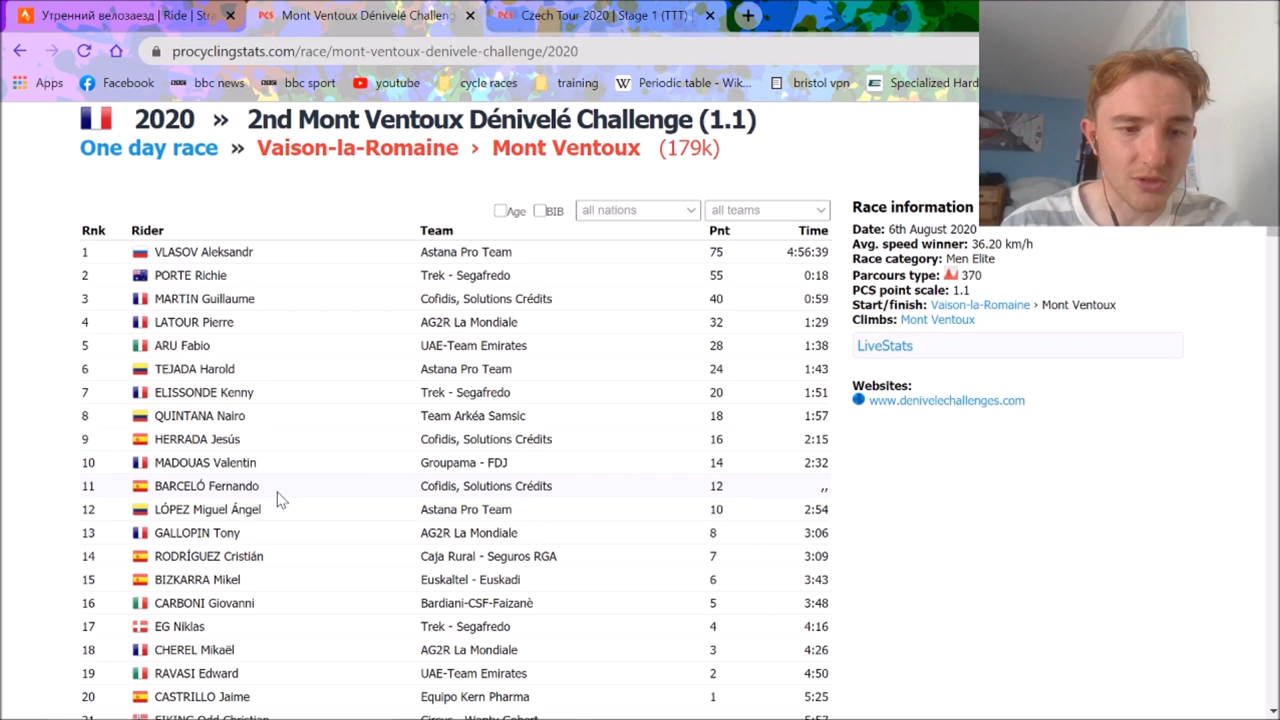 Утренний велозаезд | Ride | Stra
Mont Ventoux Dénivelé Challeng
Czech Tour 2020 | Stage 1 (TTT) |
procyclingstats.com/race/mont-ventoux-denivele-challenge/2020
Apps Facebook bbc news bbc sport youtube cycle races training Periodic table - Wik... bristol vpn Specialized Hard
2020 » 2nd Mont Ventoux Dénivelé Challenge (1.1)
One day race » Vaison-la-Romaine › Mont Ventoux (179k)
Age BIB all nations all teams
Rnk Rider Team Pnt Time
1 VLASOV Aleksandr Astana Pro Team 75 4:56:39
2 PORTE Richie Trek - Segafredo 55 0:18
3 MARTIN Guillaume Cofidis, Solutions Crédits 40 0:59
4 LATOUR Pierre AG2R La Mondiale 32 1:29
5 ARU Fabio UAE-Team Emirates 28 1:38
6 TEJADA Harold Astana Pro Team 24 1:43
7 ELISSONDE Kenny Trek - Segafredo 20 1:51
8 QUINTANA Nairo Team Arkéa Samsic 18 1:57
9 HERRADA Jesús Cofidis, Solutions Crédits 16 2:15
10 MADOUAS Valentin Groupama - FDJ 14 2:32
11 BARCELÓ Fernando Cofidis, Solutions Crédits 12 ,,
12 LÓPEZ Miguel Ángel Astana Pro Team 10 2:54
13 GALLOPIN Tony AG2R La Mondiale 8 3:06
14 RODRÍGUEZ Cristián Caja Rural - Seguros RGA 7 3:09
15 BIZKARRA Mikel Euskaltel - Euskadi 6 3:43
16 CARBONI Giovanni Bardiani-CSF-Faizanè 5 3:48
17 EG Niklas Trek - Segafredo 4 4:16
18 CHEREL Mikaël AG2R La Mondiale 3 4:26
19 RAVASI Edward UAE-Team Emirates 2 4:50
20 CASTRILLO Jaime Equipo Kern Pharma 1 5:25
21 EIKING Odd Christian Circus - Wanty Gobert 5:57
Race information
Date: 6th August 2020
Avg. speed winner: 36.20 km/h
Race category: Men Elite
Parcours type: 370
PCS point scale: 1.1
Start/finish: Vaison-la-Romaine › Mont Ventoux
Climbs: Mont Ventoux
LiveStats
Websites:
www.denivelechallenges.com